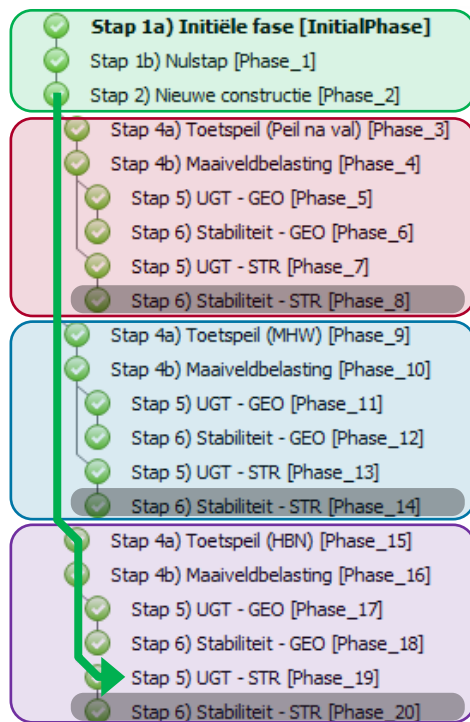 Stap 1a) Initiële fase [InitialPhase]
Stap 1b) Nulstap [Phase_1]
Stap 2) Nieuwe constructie [Phase_2]
Stap 4a) Toetspeil (Peil na val) [Phase_3]
Stap 4b) Maaiveldbelasting [Phase_4]
Stap 5) UGT - GEO [Phase_5]
Stap 6) Stabiliteit - GEO [Phase_6]
Stap 5) UGT - STR [Phase_7]
Stap 6) Stabiliteit - STR [Phase_8]
Stap 4a) Toetspeil (MHW) [Phase_9]
Stap 4b) Maaiveldbelasting [Phase_10]
Stap 5) UGT - GEO [Phase_11]
Stap 6) Stabiliteit - GEO [Phase_12]
Stap 5) UGT - STR [Phase_13]
Stap 6) Stabiliteit - STR [Phase_14]
Stap 4a) Toetspeil (HBN) [Phase_15]
Stap 4b) Maaiveldbelasting [Phase_16]
Stap 5) UGT - GEO [Phase_17]
Stap 6) Stabiliteit - GEO [Phase_18]
Stap 5) UGT - STR [Phase_19]
Stap 6) Stabiliteit - STR [Phase_20]